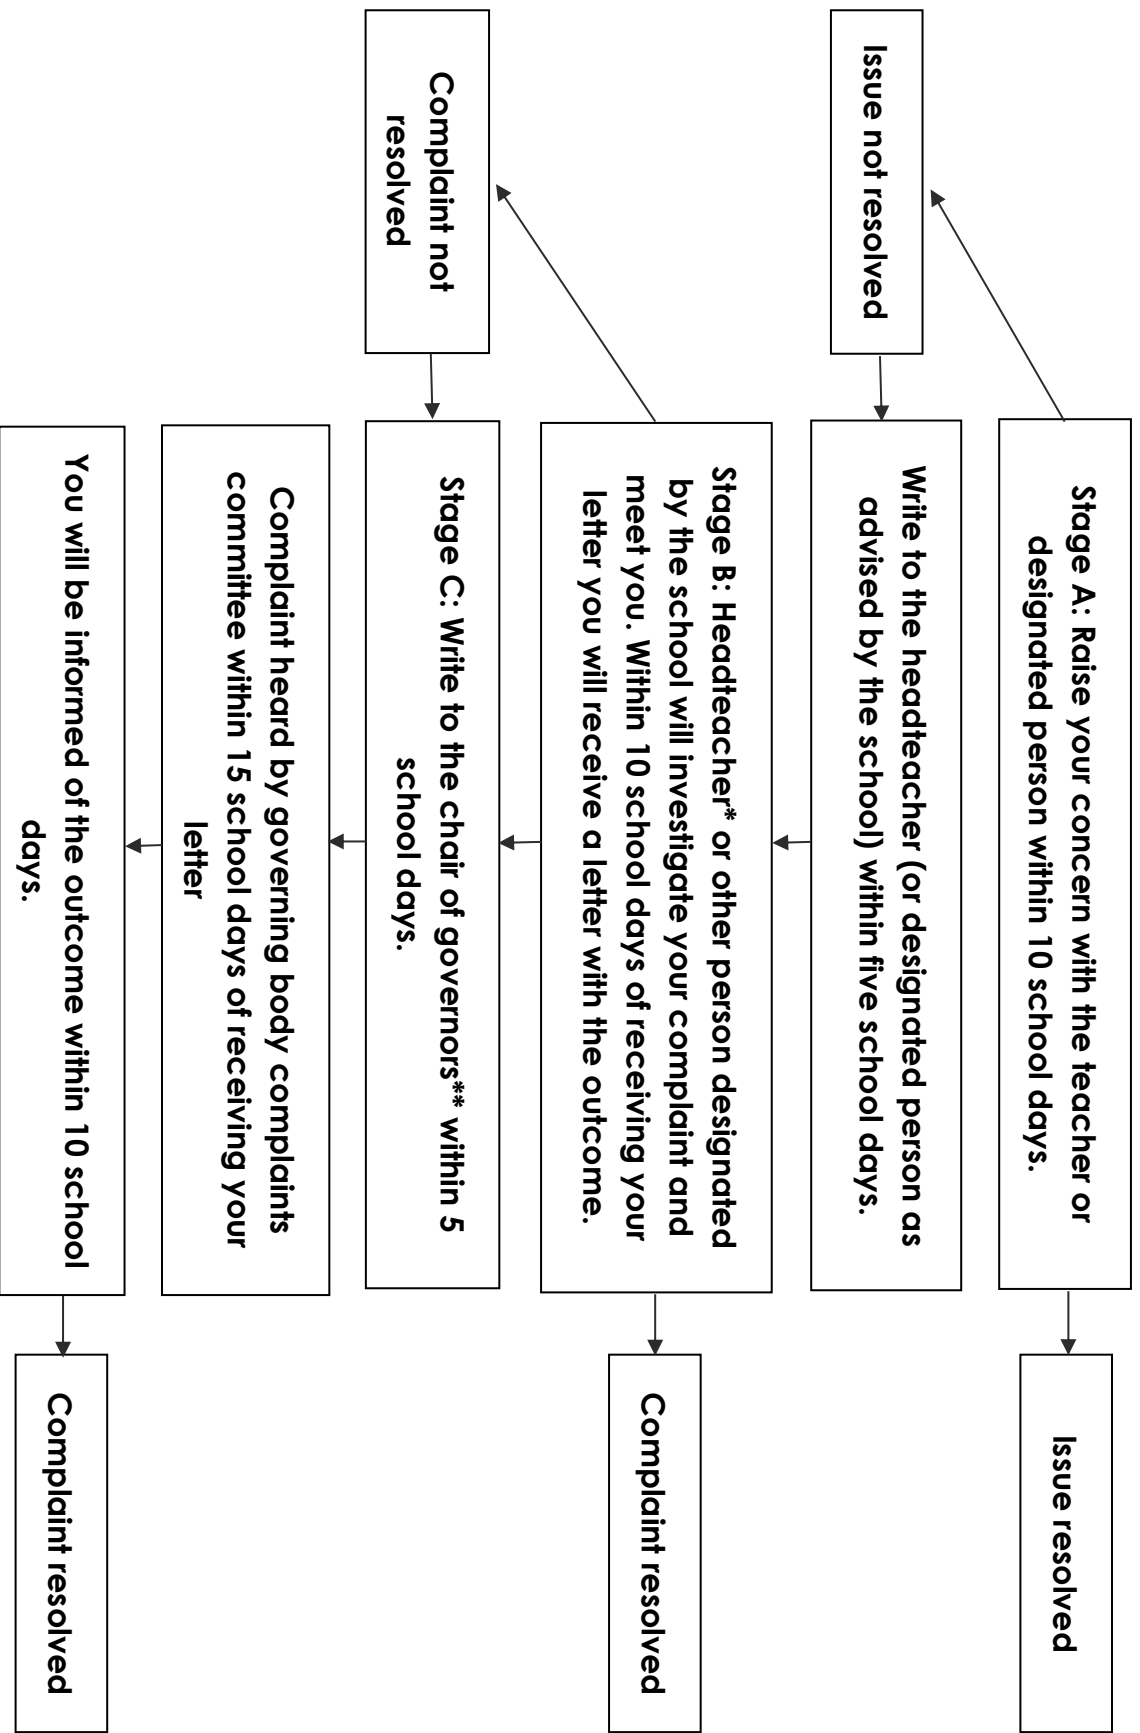 Stage A: Raise your concern with the teacher or
designated person within 10 school days.
Issue resolved
Issue not resolved
Write to the headteacher (or designated person as
advised by the school) within five school days.
Stage B: Headteacher* or other person designated
by the school will investigate your complaint and
meet you. Within 10 school days of receiving your
letter you will receive a letter with the outcome.
Complaint resolved
Complaint not
resolved
Stage C: Write to the chair of governors** within 5
school days.
Complaint heard by governing body complaints
committee within 15 school days of receiving your
letter
You will be informed of the outcome within 10 school
days.
Complaint resolved